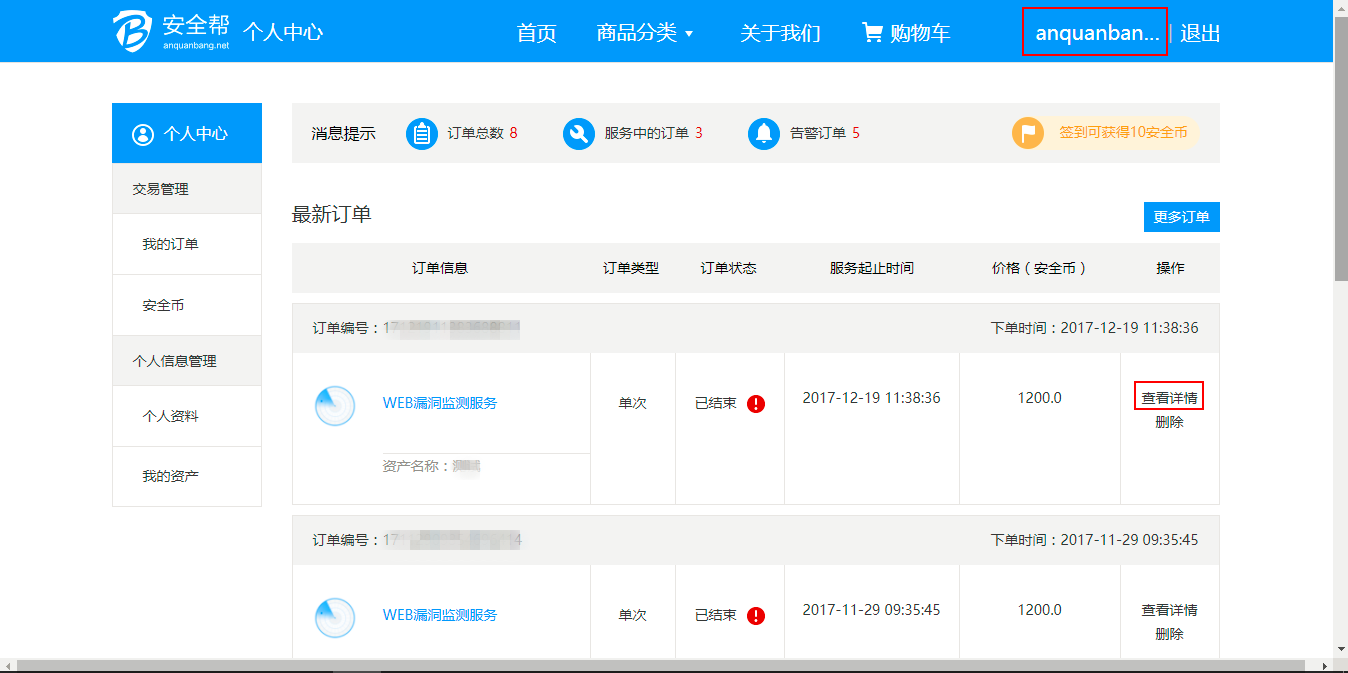 安全帮 anquanbang.net 个人中心 首页 商品分类 关于我们 购物车 anquanban... | 退出
个人中心
交易管理
我的订单
安全币
个人信息管理
个人资料
我的资产
消息提示 订单总数 8 服务中的订单 3 告警订单 5 签到可获得10安全币
最新订单 更多订单
订单信息 订单类型 订单状态 服务起止时间 价格（安全币） 操作
订单编号： 下单时间：2017-12-19 11:38:36
WEB漏洞监测服务 单次 已结束 2017-12-19 11:38:36 1200.0 查看详情
删除
资产名称：
订单编号： 下单时间：2017-11-29 09:35:45
WEB漏洞监测服务 单次 已结束 2017-11-29 09:35:45 1200.0 查看详情
删除